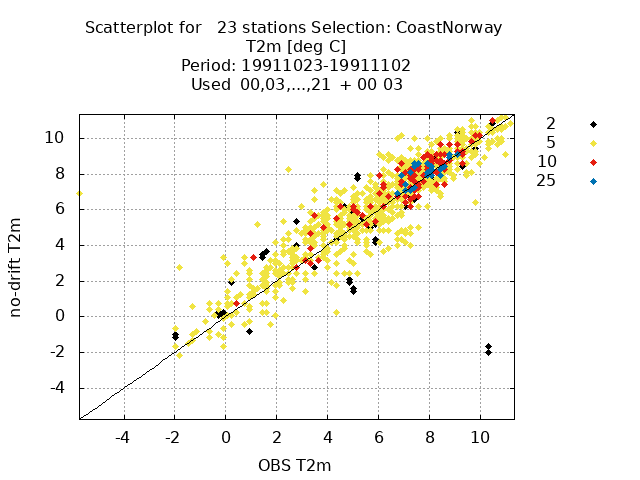 Scatterplot for   23 stations Selection: CoastNorway
T2m [deg C]
Period: 19911023-19911102
Used  00,03,...,21  + 00 03
2
5
10
25
no-drift T2m
10
8
6
4
2
0
-2
-4
-4 -2 0 2 4 6 8 10
OBS T2m